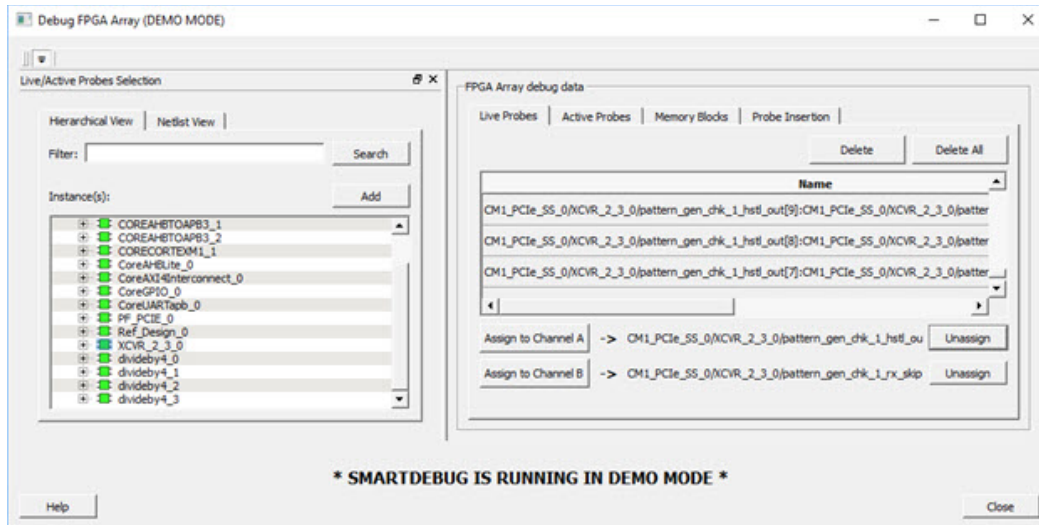 Debug FPGA Array (DEMO MODE)
Live/Active Probes Selection
Hierarchical View
Netlist View
Filter:
Search
Instance(s):
Add
COREAHBTOAPB3_1
COREAHBTOAPB3_2
CORECORTEXM1_1
CoreAHBLite_0
CoreAXI4Interconnect_0
CoreGPIO_0
CoreUARTapb_0
PF_PCIE_0
Ref_Design_0
XCVR_2_3_0
divideby4_0
divideby4_1
divideby4_2
divideby4_3
FPGA Array debug data
Live Probes
Active Probes
Memory Blocks
Probe Insertion
Delete
Delete All
Name
CM1_PCIe_SS_0/XCVR_2_3_0/pattern_gen_chk_1_hstl_out[9]:CM1_PCIe_SS_0/XCVR_2_3_0/patter
CM1_PCIe_SS_0/XCVR_2_3_0/pattern_gen_chk_1_hstl_out[8]:CM1_PCIe_SS_0/XCVR_2_3_0/patter
CM1_PCIe_SS_0/XCVR_2_3_0/pattern_gen_chk_1_hstl_out[7]:CM1_PCIe_SS_0/XCVR_2_3_0/patter
Assign to Channel A -> CM1_PCIe_SS_0/XCVR_2_3_0/pattern_gen_chk_1_hstl_ou Unassign
Assign to Channel B -> CM1_PCIe_SS_0/XCVR_2_3_0/pattern_gen_chk_1_rx_skip Unassign
* SMARTDEBUG IS RUNNING IN DEMO MODE *
Help
Close